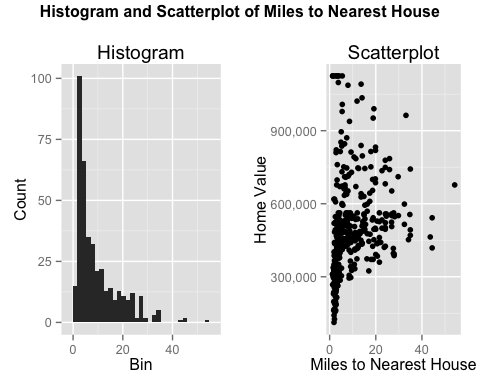 Histogram and Scatterplot of Miles to Nearest House
Histogram
Count
100
75
50
25
0
0 20 40
Bin
Scatterplot
Home Value
900,000
600,000
300,000
0 20 40
Miles to Nearest House